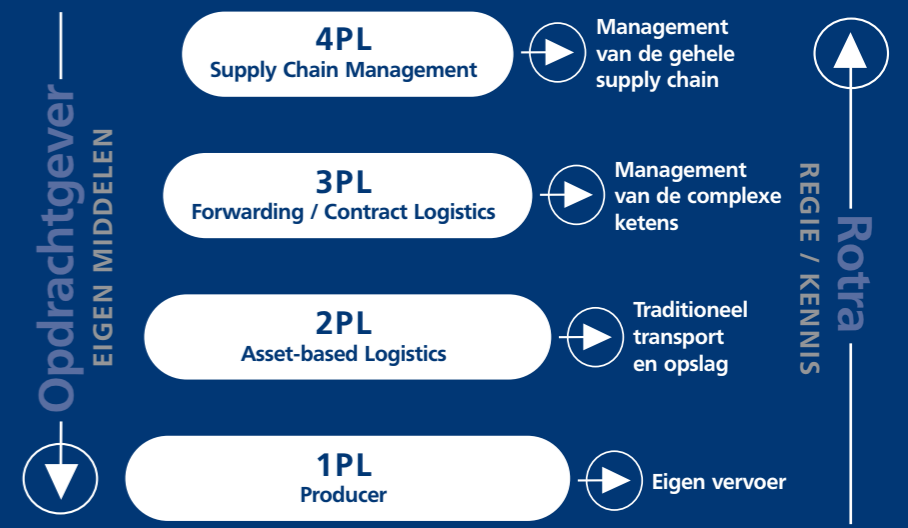 Opdrachtgever
EIGEN MIDDELEN
4PL
Supply Chain Management
Management
van de gehele
supply chain
3PL
Forwarding / Contract Logistics
Management
van de complexe
ketens
2PL
Asset-based Logistics
Traditioneel
transport
en opslag
1PL
Producer
Eigen vervoer
REGIE / KENNIS
Rotra